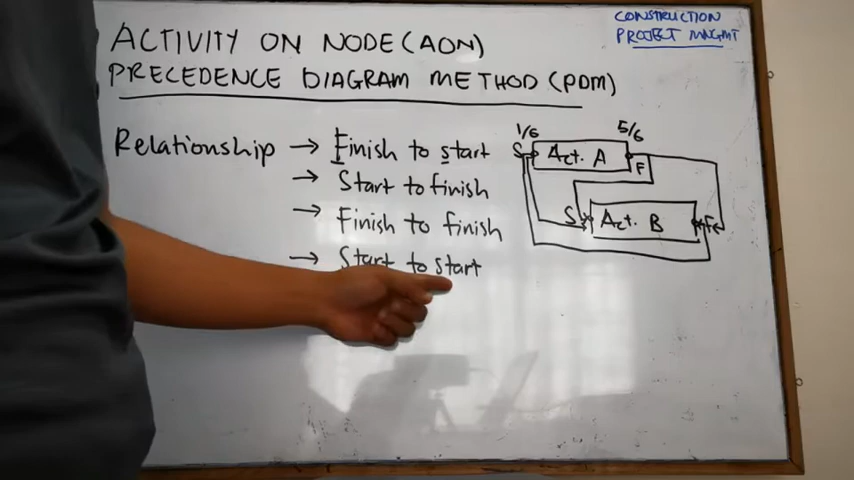 CONSTRUCTION
PROJECT MNGMT
ACTIVITY ON NODE (AON)
PRECEDENCE DIAGRAM METHOD (PDM)
Relationship → Finish to start
→ Start to finish
→ Finish to finish
→ Start to start
1/6 5/6
S Act. A F
S Act. B F